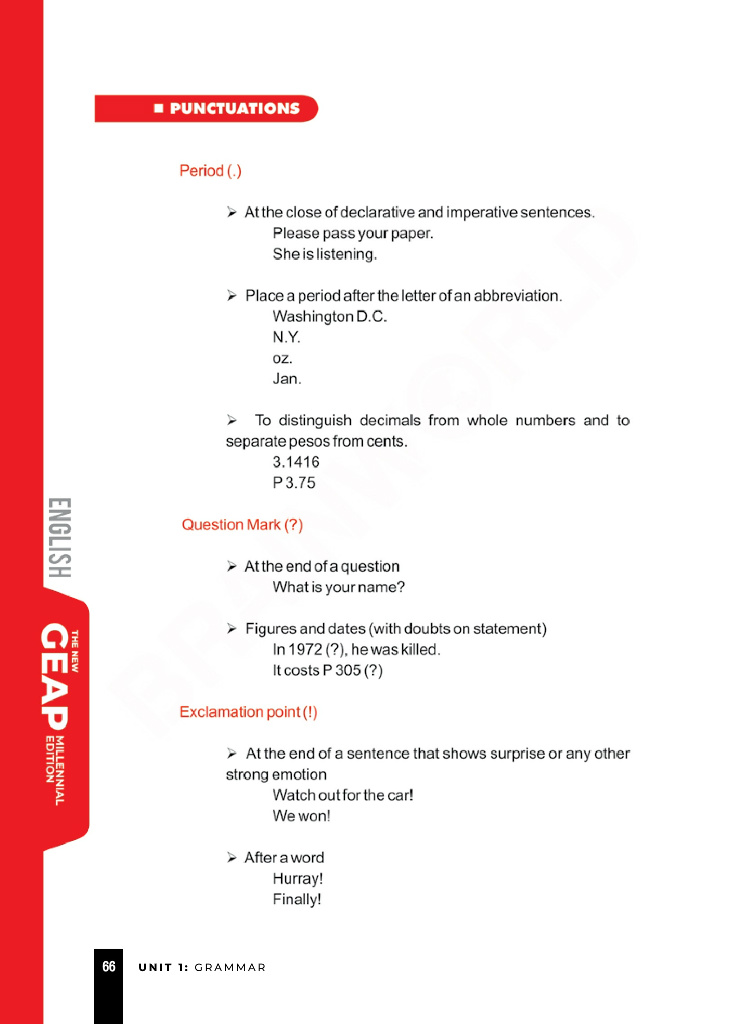 ■ PUNCTUATIONS
Period (.)
➢ At the close of declarative and imperative sentences.
Please pass your paper.
She is listening.
➢ Place a period after the letter of an abbreviation.
Washington D.C.
N.Y.
oz.
Jan.
➢ To distinguish decimals from whole numbers and to
separate pesos from cents.
3.1416
P 3.75
Question Mark (?)
➢ At the end of a question
What is your name?
➢ Figures and dates (with doubts on statement)
In 1972 (?), he was killed.
It costs P 305 (?)
Exclamation point (!)
➢ At the end of a sentence that shows surprise or any other
strong emotion
Watch out for the car!
We won!
➢ After a word
Hurray!
Finally!
ENGLISH
THE NEW
GEAP
MILLENNIAL
EDITION
BRAINWORLD
66 UNIT 1: GRAMMAR